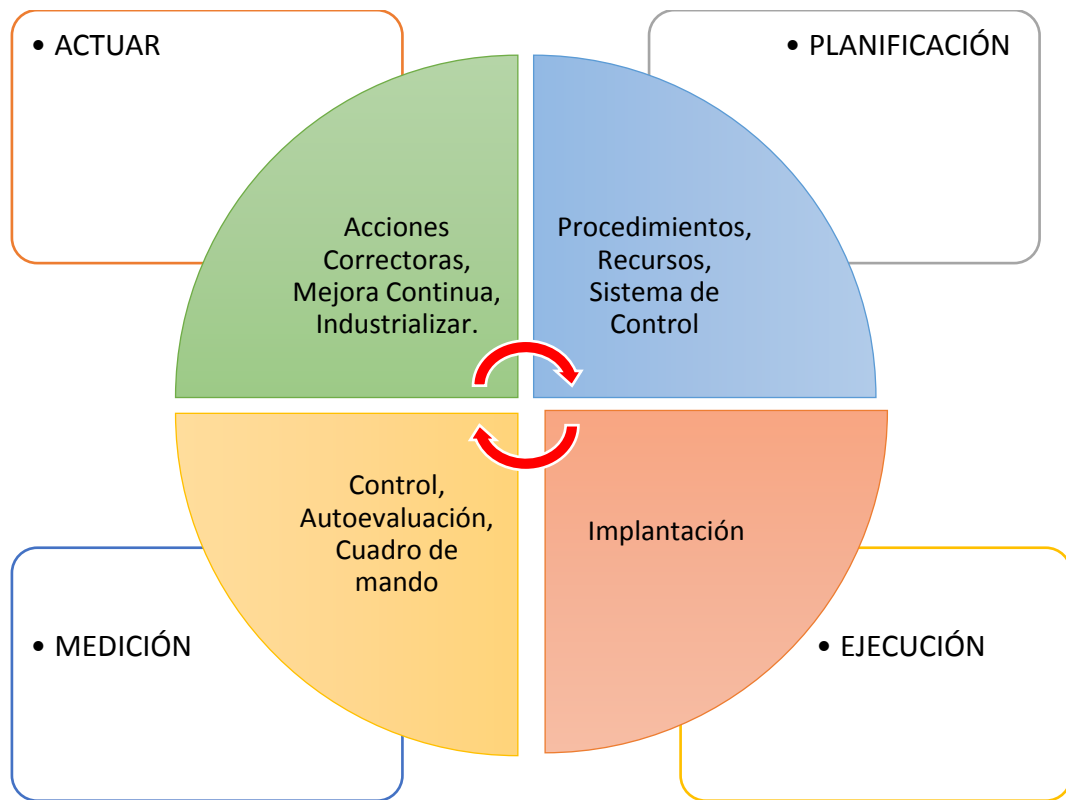 • ACTUAR
• PLANIFICACIÓN
Acciones
Correctoras,
Mejora Continua,
Industrializar.
Procedimientos,
Recursos,
Sistema de
Control
Control,
Autoevaluación,
Cuadro de
mando
Implantación
• MEDICIÓN
• EJECUCIÓN